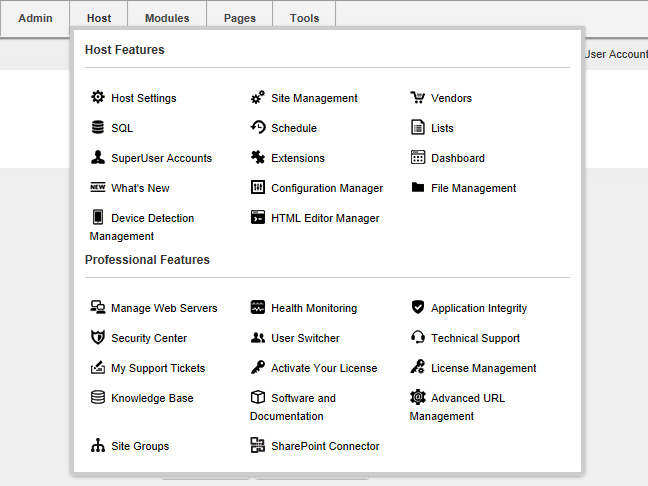 Admin Host Modules Pages Tools
User Account
Host Features
Host Settings Site Management Vendors
SQL Schedule Lists
SuperUser Accounts Extensions Dashboard
NEW What's New Configuration Manager File Management
Device Detection HTML Editor Manager
Management
Professional Features
Manage Web Servers Health Monitoring Application Integrity
Security Center User Switcher Technical Support
My Support Tickets Activate Your License License Management
Knowledge Base Software and Advanced URL
Documentation Management
Site Groups SharePoint Connector